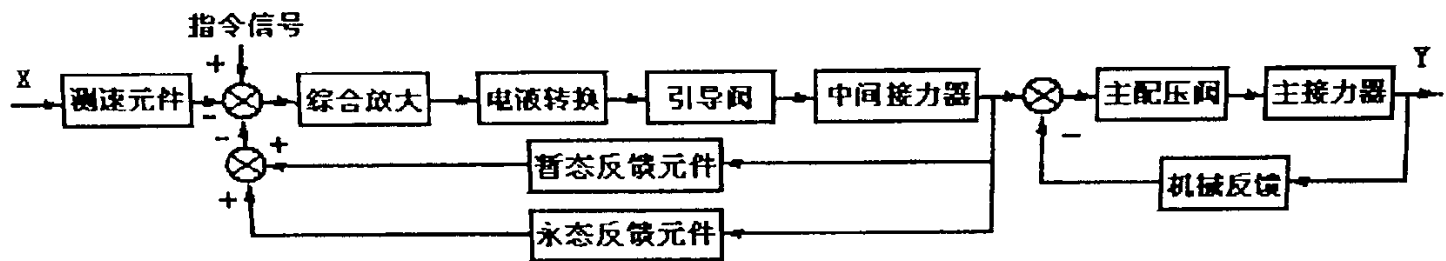 指令信号
X
测速元件
综合放大
电液转换
引导阀
中间接力器
主配压阀
主接力器
Y
+
-
-
+
+
-
暂态反馈元件
永态反馈元件
机械反馈